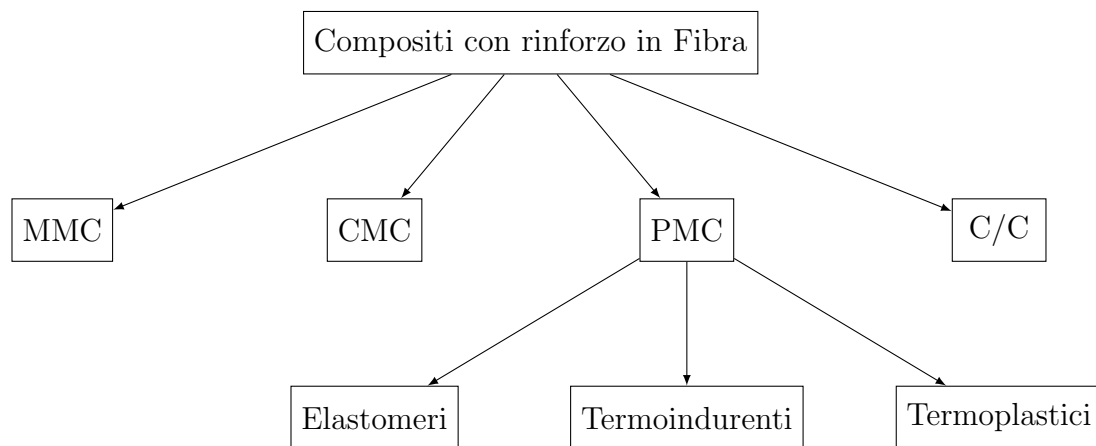 Compositi con rinforzo in Fibra
MMC
CMC
PMC
C/C
Elastomeri
Termoindurenti
Termoplastici